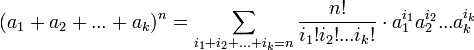 $(a_1 + a_2 + ... + a_k)^n = \sum_{i_1+i_2+...+i_k=n} \frac{n!}{i_1!i_2!...i_k!} \cdot a_1^{i_1} a_2^{i_2} ... a_k^{i_k}$